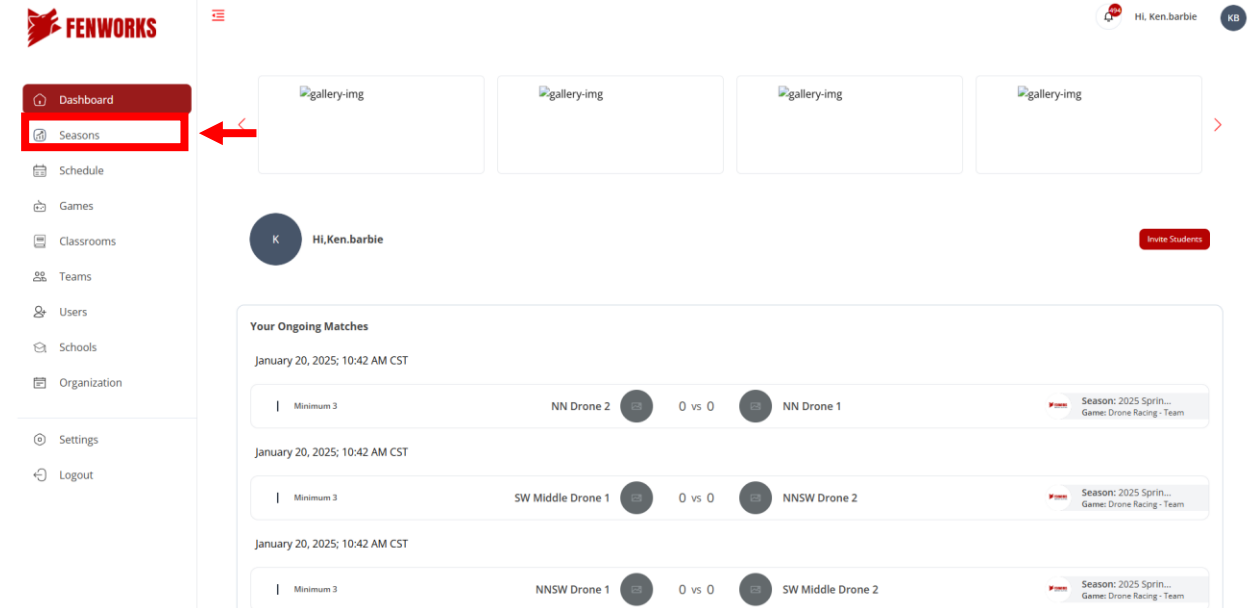 FENWORKS
494
Hi, Ken.barbie
KB
Dashboard
Seasons
Schedule
Games
Classrooms
Teams
Users
Schools
Organization
Settings
Logout
gallery-img
gallery-img
gallery-img
gallery-img
K
Hi,Ken.barbie
Invite Students
Your Ongoing Matches
January 20, 2025; 10:42 AM CST
Minimum 3
NN Drone 2
0 vs 0
NN Drone 1
Season: 2025 Sprin...
Game: Drone Racing - Team
January 20, 2025; 10:42 AM CST
Minimum 3
SW Middle Drone 1
0 vs 0
NNSW Drone 2
Season: 2025 Sprin...
Game: Drone Racing - Team
January 20, 2025; 10:42 AM CST
Minimum 3
NNSW Drone 1
0 vs 0
SW Middle Drone 2
Season: 2025 Sprin...
Game: Drone Racing - Team